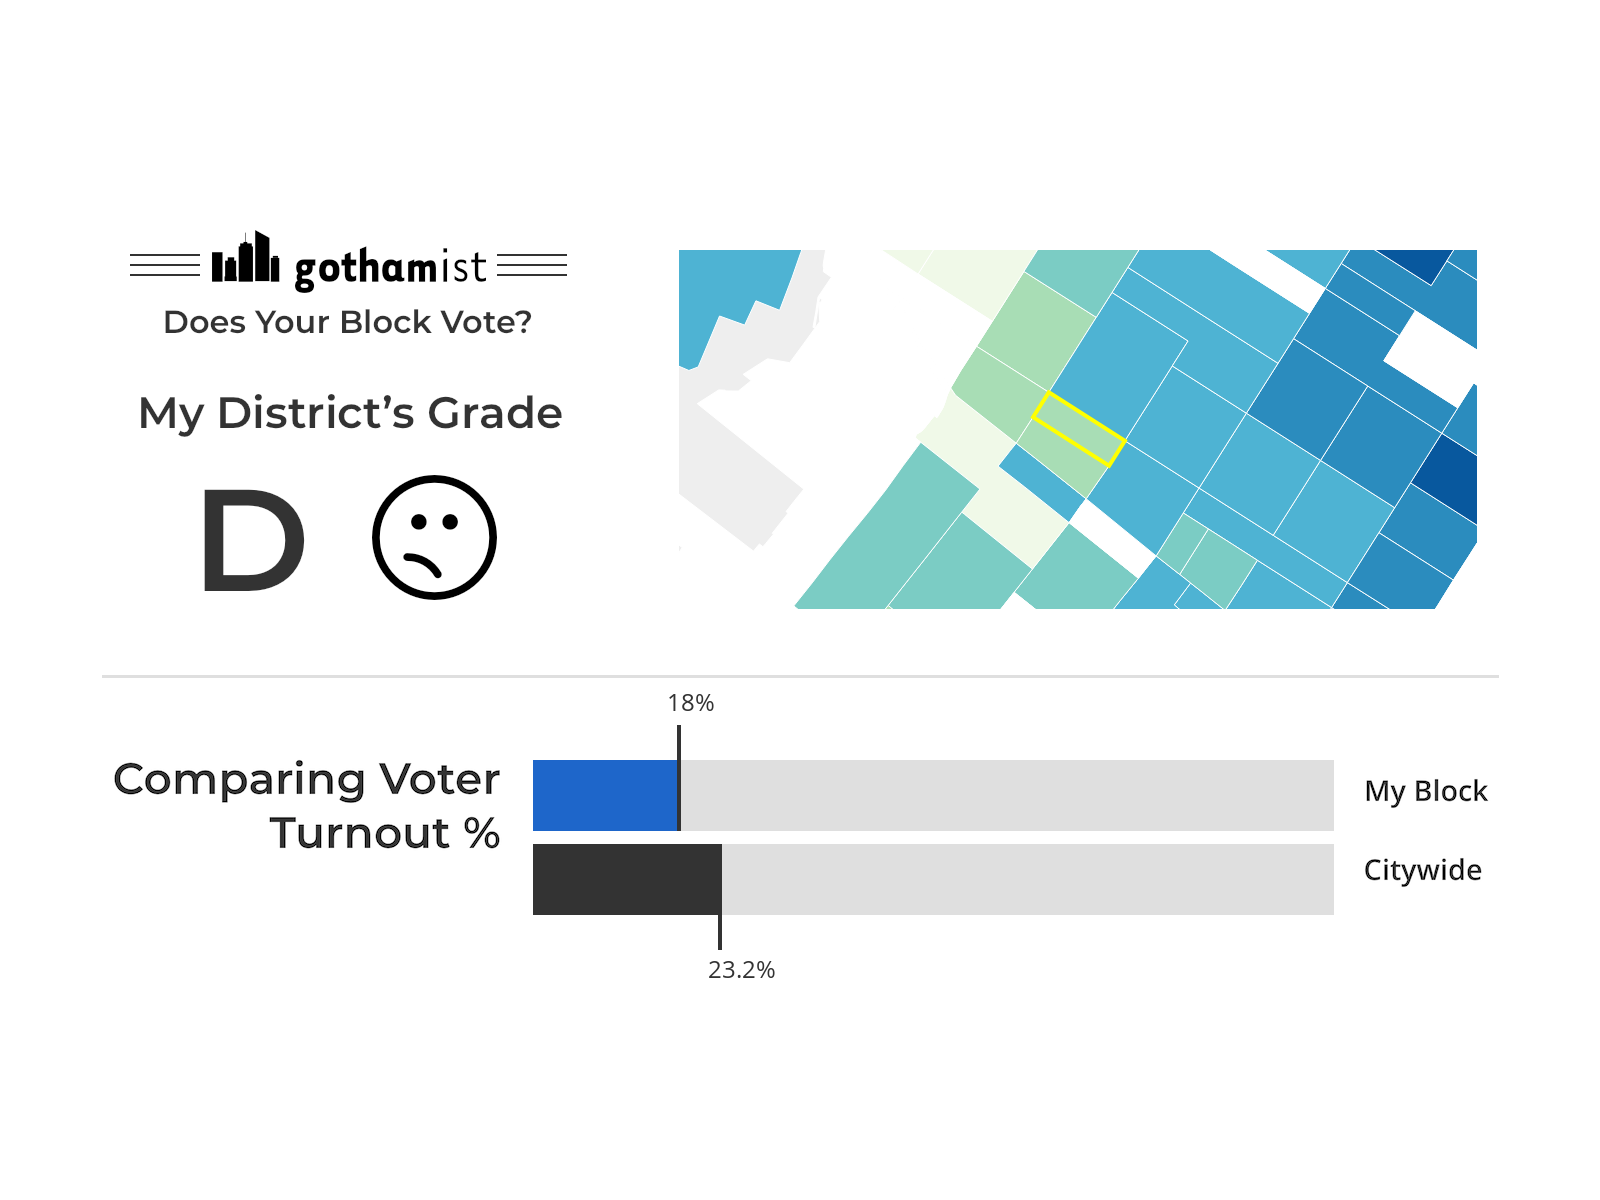 gothamist
Does Your Block Vote?
My District’s Grade
D
18%
Comparing Voter
Turnout %
My Block
Citywide
23.2%